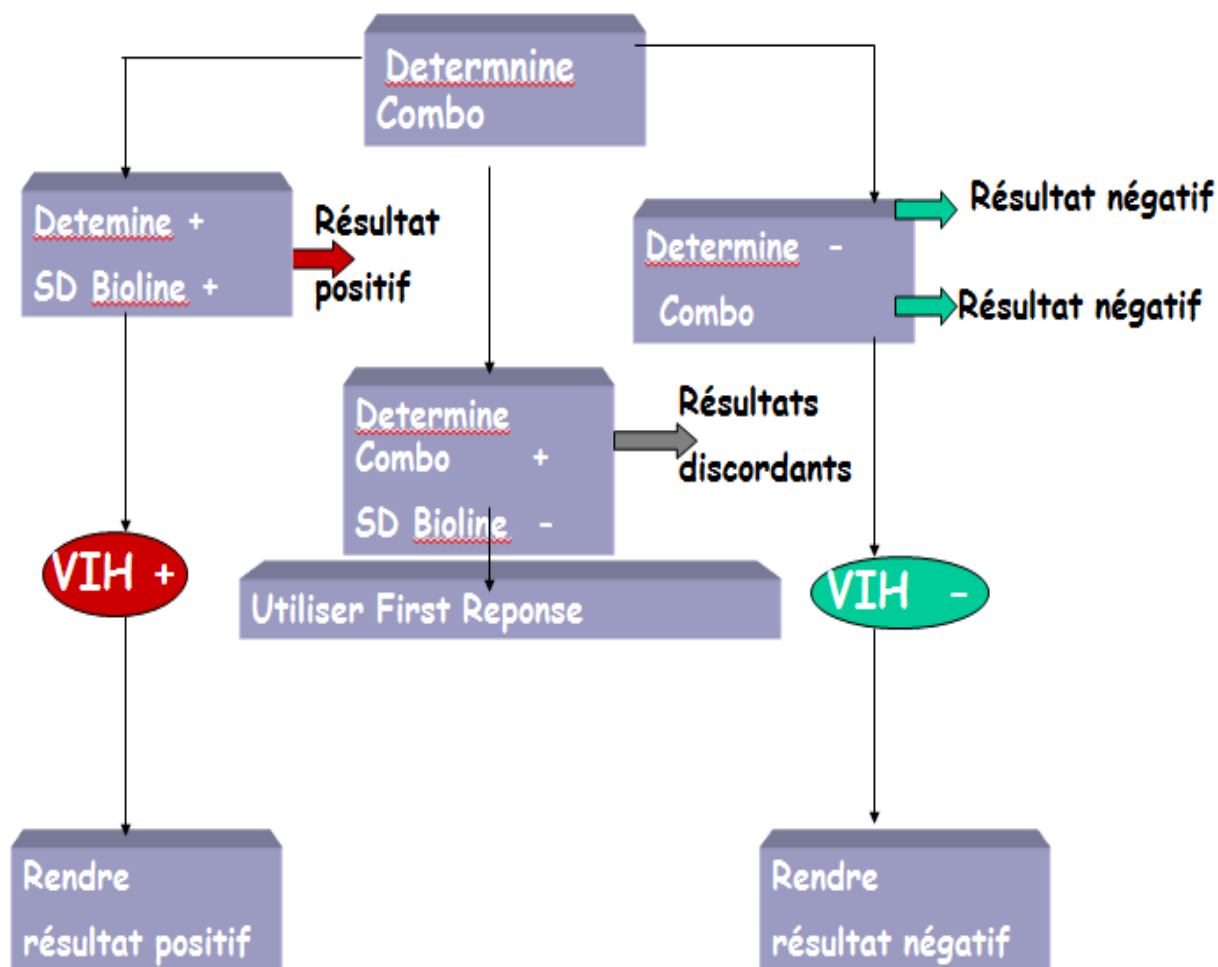 Determnine
Combo
Detemine +
SD Bioline +
Résultat
positif
Determine -
Combo
Résultat négatif
Résultat négatif
Determine
Combo +
SD Bioline -
Résultats
discordants
VIH +
Utiliser First Reponse
VIH -
Rendre
résultat positif
Rendre
résultat négatif